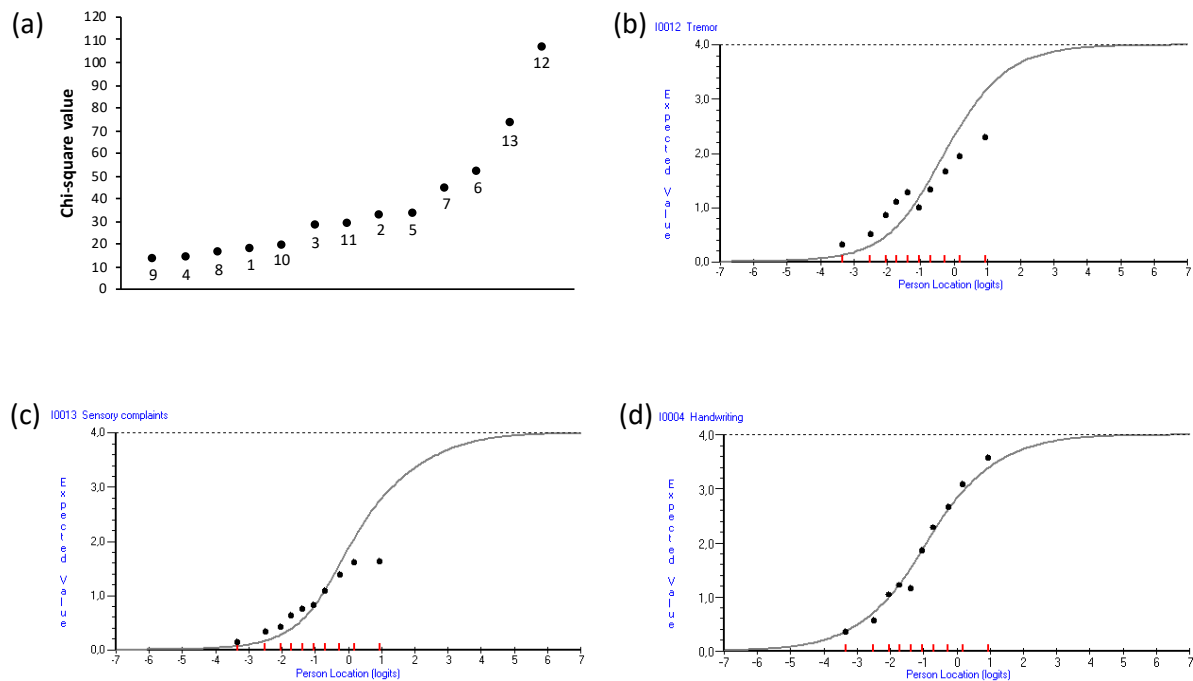 (a)
120
110
100
90
80
70
60
50
40
30
20
10
0
Chi-square value
9
4
8
1
10
3
11
2
5
7
6
13
12
(b)
I0012 Tremor
4,0
3,0
2,0
1,0
0,0
Expected Value
-7 -6 -5 -4 -3 -2 -1 0 1 2 3 4 5 6 7
Person Location (logits)
(c)
I0013 Sensory complaints
4,0
3,0
2,0
1,0
0,0
Expected Value
-7 -6 -5 -4 -3 -2 -1 0 1 2 3 4 5 6 7
Person Location (logits)
(d)
I0004 Handwriting
4,0
3,0
2,0
1,0
0,0
Expected Value
-7 -6 -5 -4 -3 -2 -1 0 1 2 3 4 5 6 7
Person Location (logits)